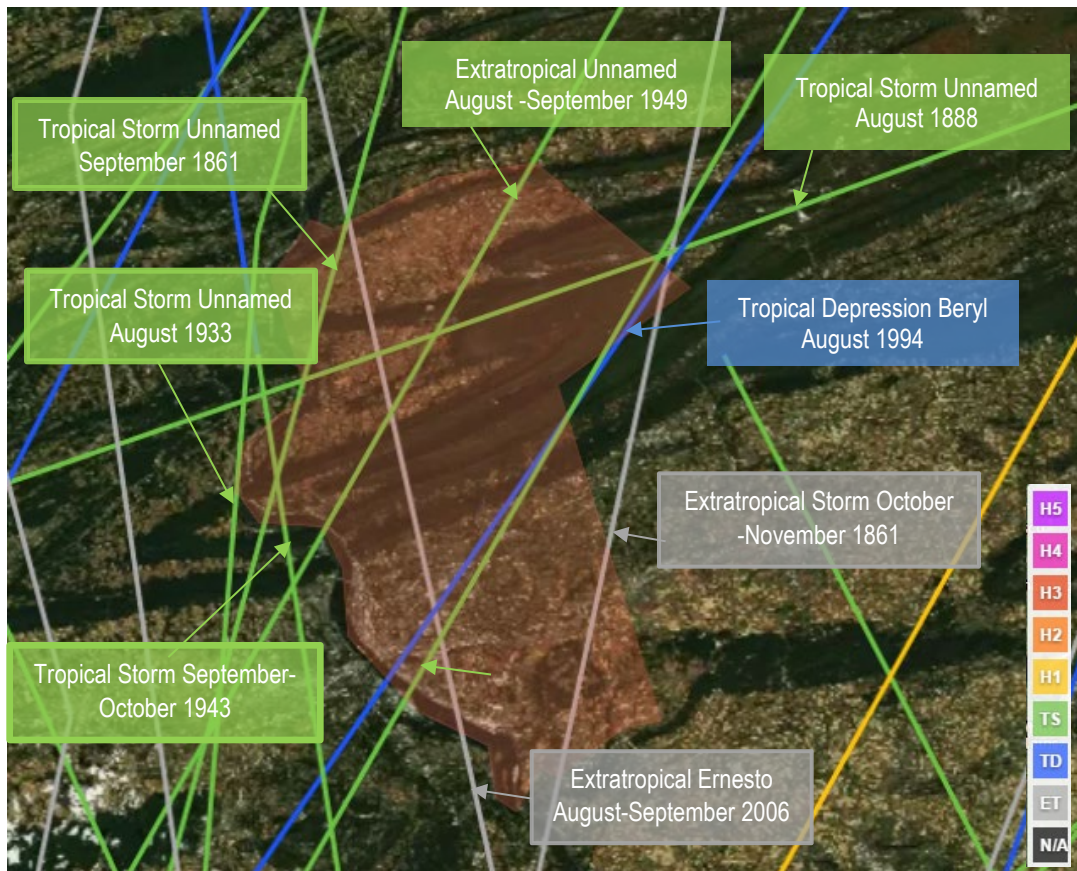 Extratropical Unnamed
August -September 1949
Tropical Storm Unnamed
August 1888
Tropical Storm Unnamed
September 1861
Tropical Storm Unnamed
August 1933
Tropical Depression Beryl
August 1994
Extratropical Storm October
-November 1861
Tropical Storm September-
October 1943
Extratropical Ernesto
August-September 2006
H5
H4
H3
H2
H1
TS
TD
ET
N/A